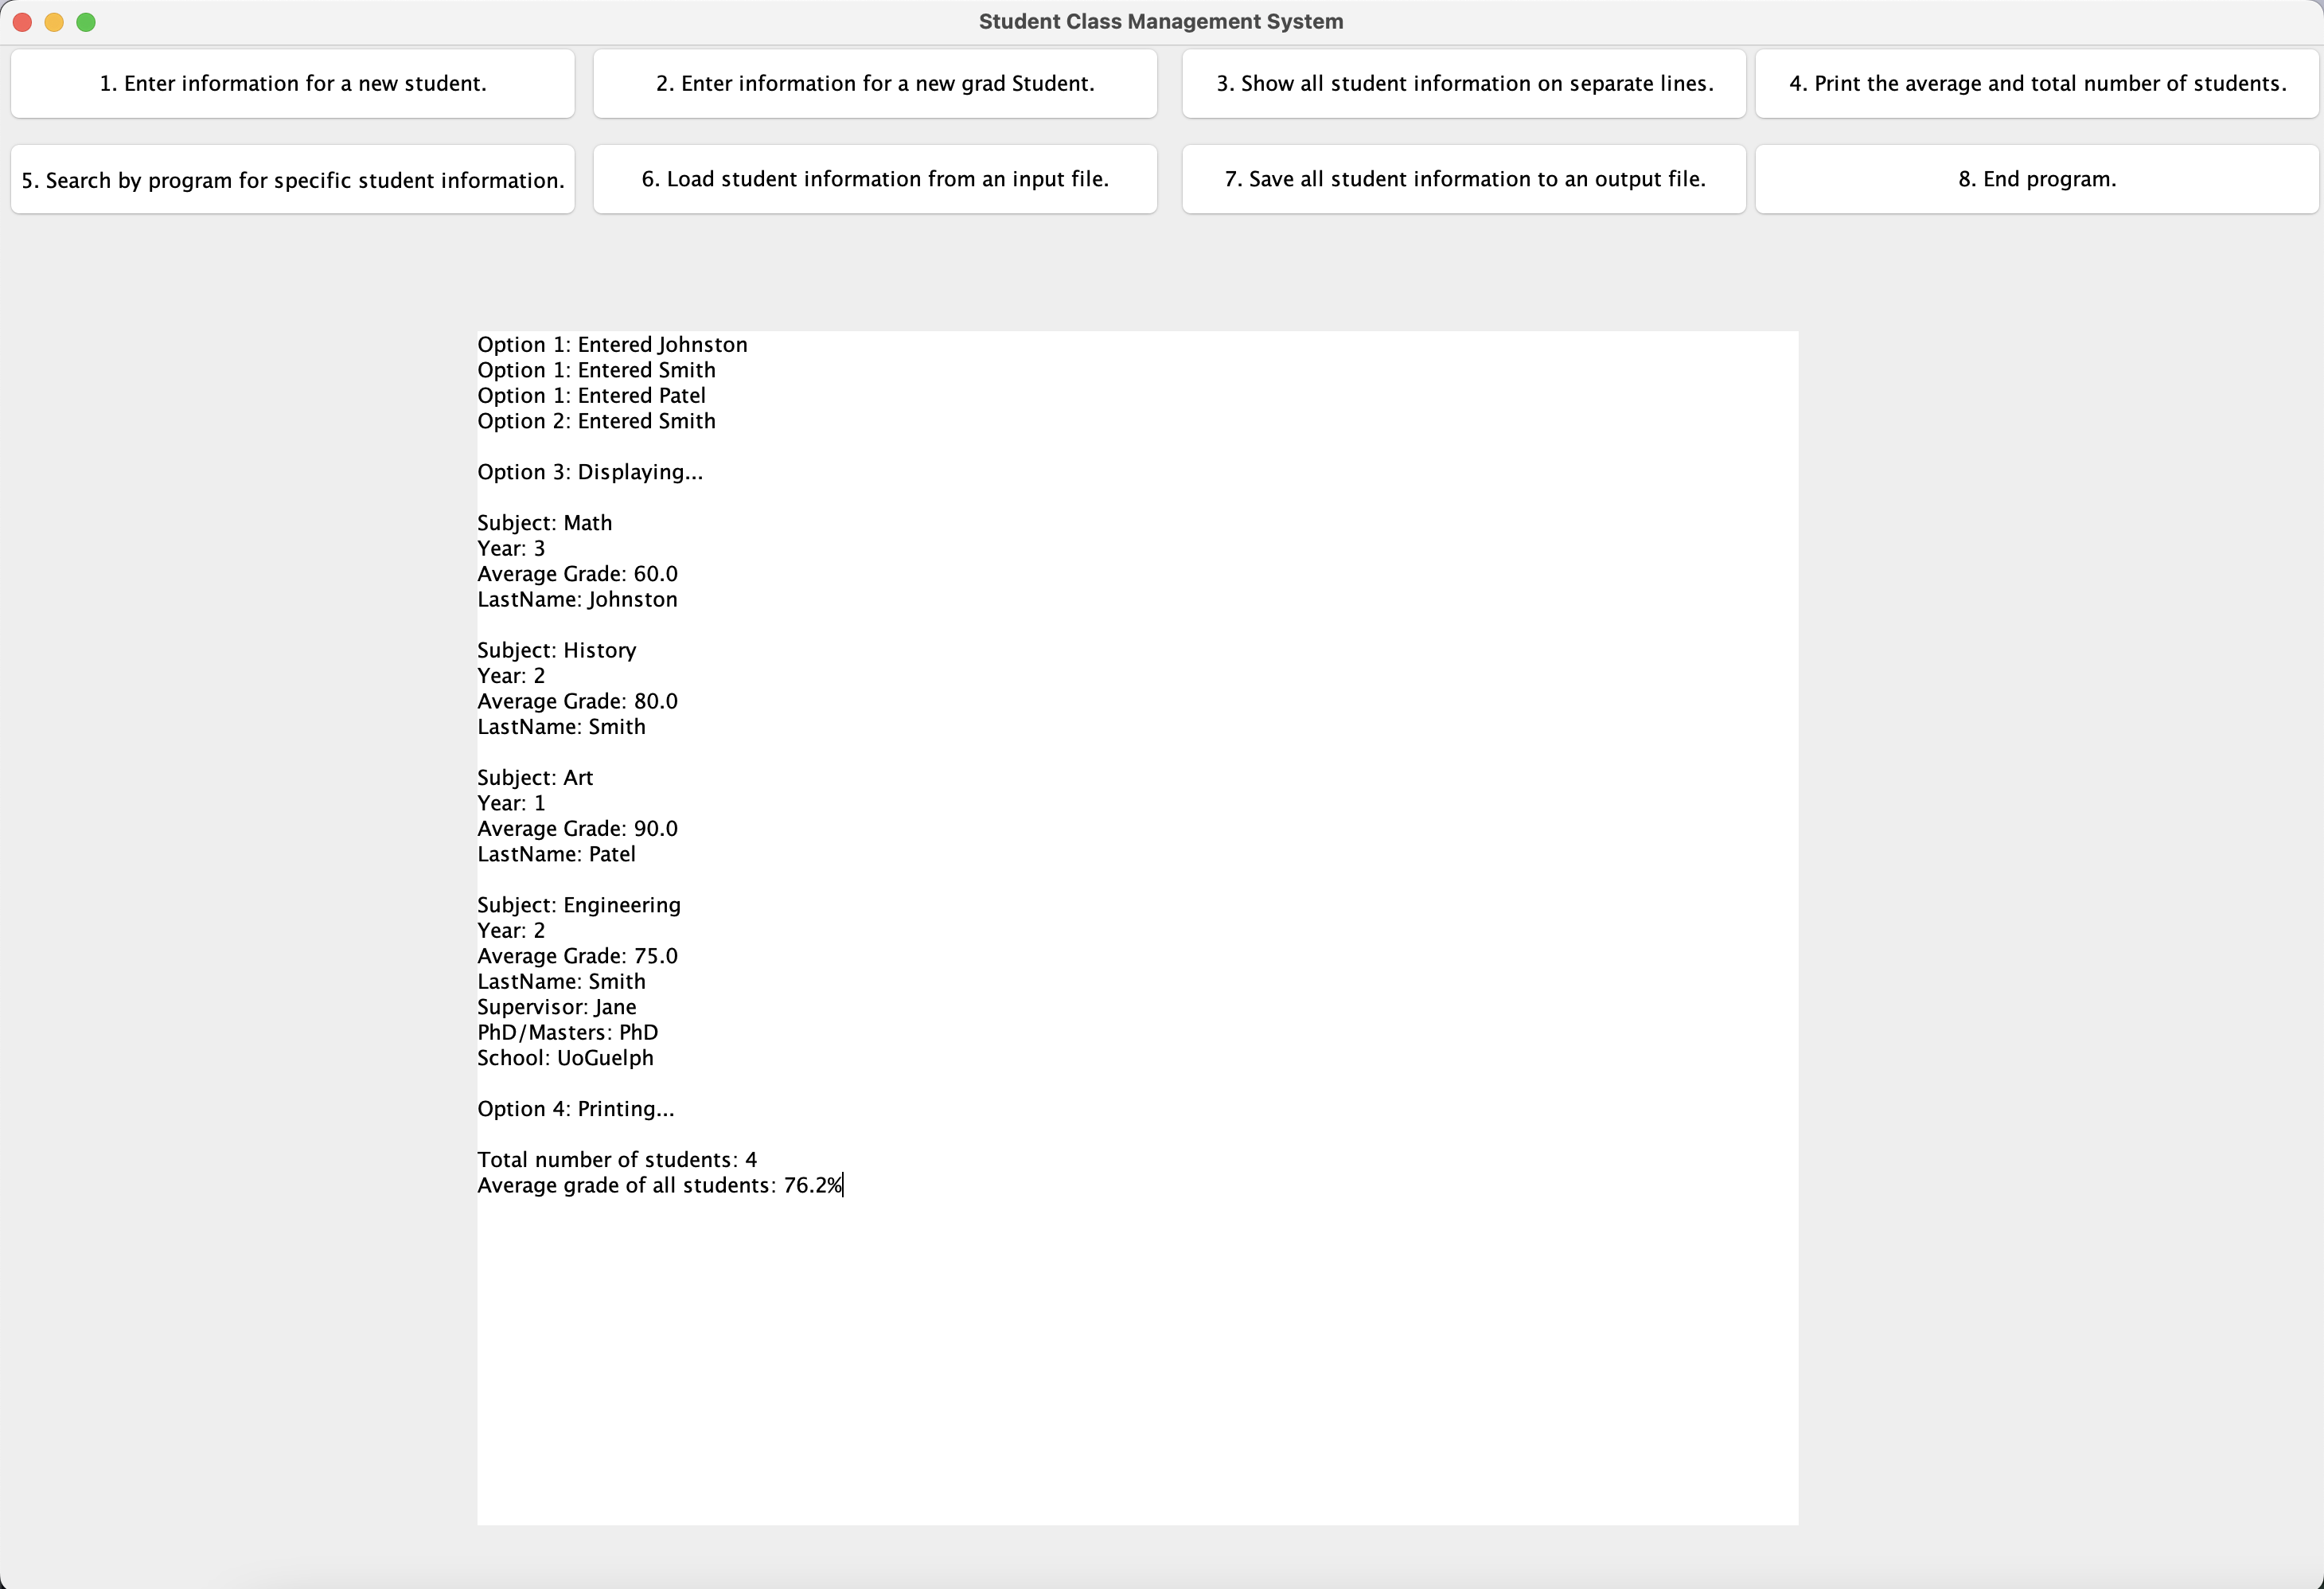 Student Class Management System
1. Enter information for a new student.
2. Enter information for a new grad Student.
3. Show all student information on separate lines.
4. Print the average and total number of students.
5. Search by program for specific student information.
6. Load student information from an input file.
7. Save all student information to an output file.
8. End program.
Option 1: Entered Johnston
Option 1: Entered Smith
Option 1: Entered Patel
Option 2: Entered Smith
Option 3: Displaying...
Subject: Math
Year: 3
Average Grade: 60.0
LastName: Johnston
Subject: History
Year: 2
Average Grade: 80.0
LastName: Smith
Subject: Art
Year: 1
Average Grade: 90.0
LastName: Patel
Subject: Engineering
Year: 2
Average Grade: 75.0
LastName: Smith
Supervisor: Jane
PhD/Masters: PhD
School: UoGuelph
Option 4: Printing...
Total number of students: 4
Average grade of all students: 76.2%